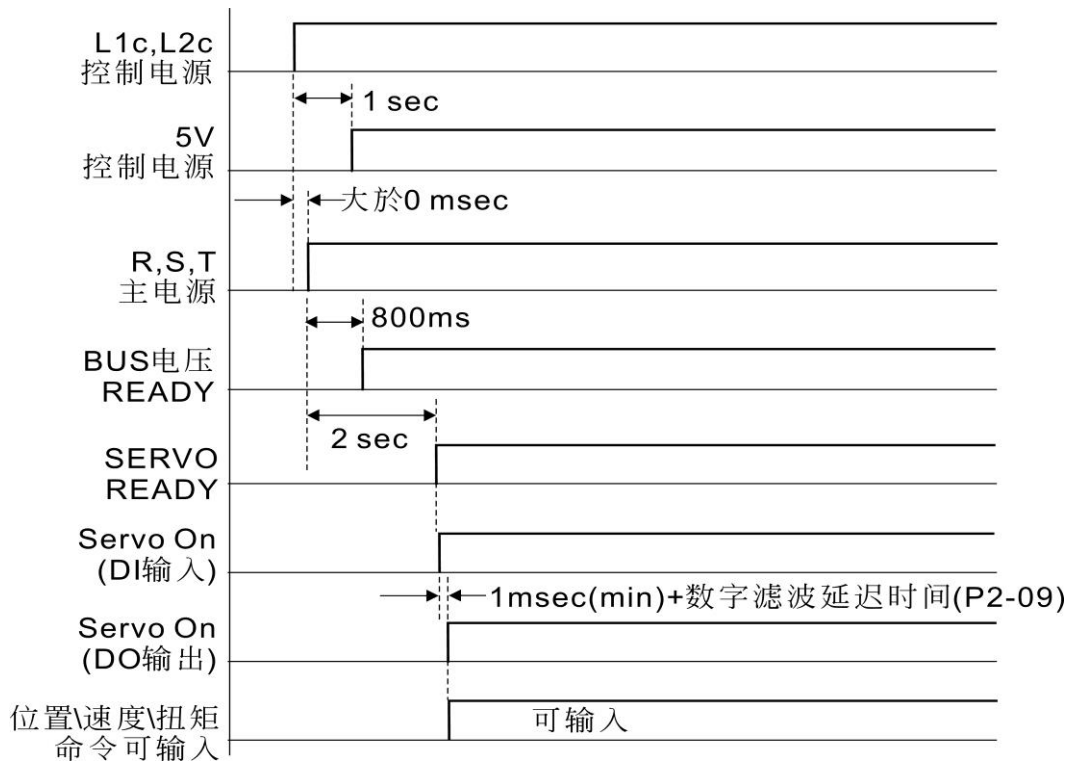 L1c,L2c
控制电源
1 sec
5V
控制电源
大於0 msec
R,S,T
主电源
800ms
BUS电压
READY
2 sec
SERVO
READY
Servo On
(DI输入)
1msec(min)+数字滤波延迟时间(P2-09)
Servo On
(DO输出)
位置\速度\扭矩
命令可输入
可输入